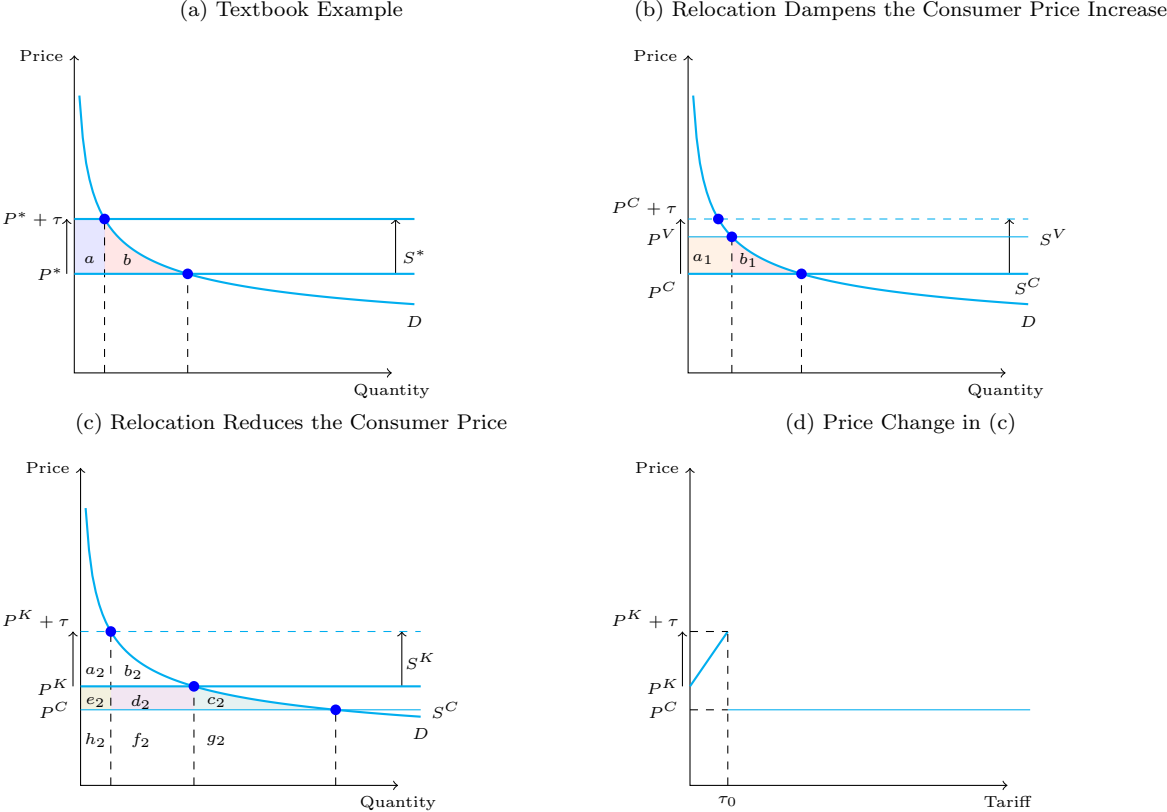 (a) Textbook Example
Price
P* + τ
a
b
S*
P*
D
Quantity
(b) Relocation Dampens the Consumer Price Increase
Price
P^C + τ
P^V
S^V
a₁
b₁
P^C
S^C
D
Quantity
(c) Relocation Reduces the Consumer Price
Price
P^K + τ
a₂
b₂
S^K
P^K
e₂
d₂
c₂
P^C
S^C
D
h₂
f₂
g₂
Quantity
(d) Price Change in (c)
Price
P^K + τ
P^K
P^C
τ₀
Tariff